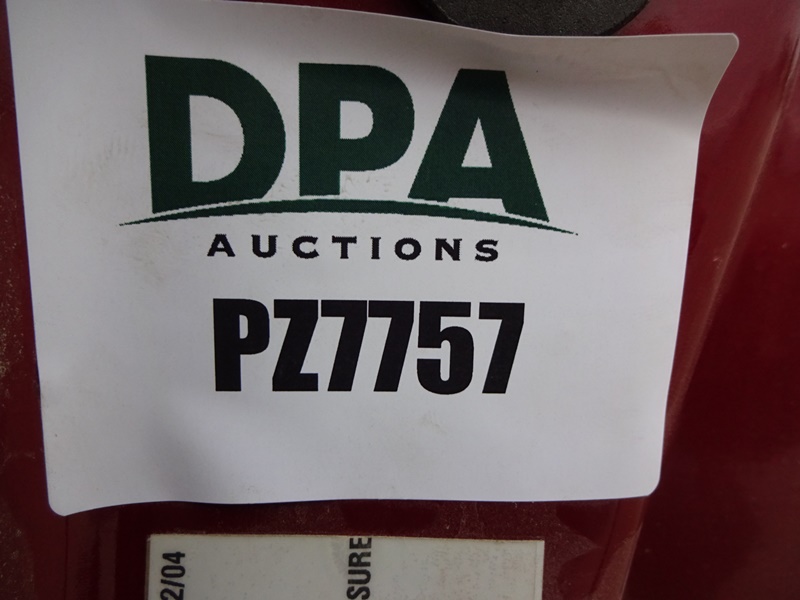 DPA
AUCTIONS
PZ7757
2/04
SURE